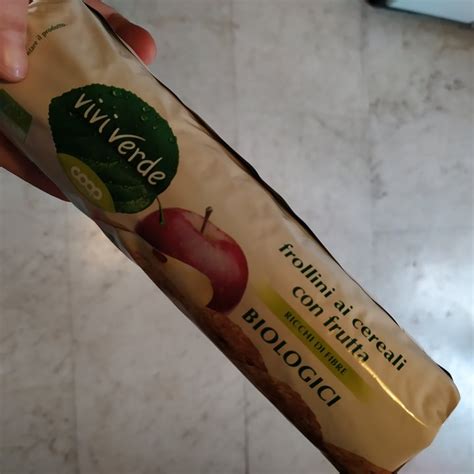 vivi verde
coop
frollini ai cereali
con frutta
RICCHI DI FIBRE
BIOLOGICI